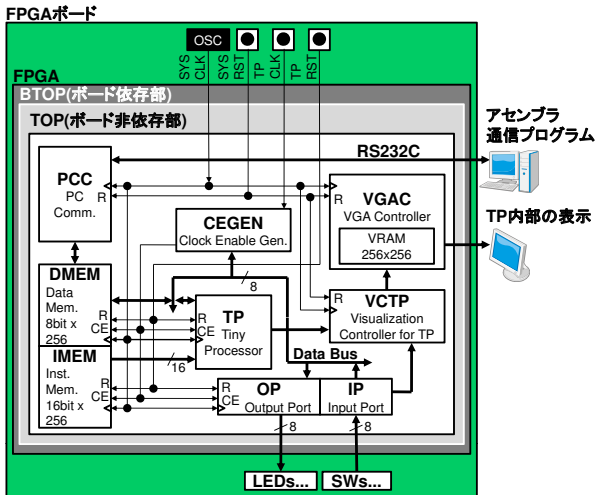 FPGAボード
OSC
SYS
CLK
SYS
RST
TP
CLK
TP
RST
FPGA
BTOP(ボード依存部)
TOP(ボード非依存部)
アセンブラ
通信プログラム
RS232C
PCC
PC
Comm.
R
CEGEN
Clock Enable Gen.
R
VGAC
VGA Controller
VRAM
256x256
TP内部の表示
8
DMEM
Data
Mem.
8bit x
256
R
CE
R
CE
TP
Tiny
Processor
R
VCTP
Visualization
Controller for TP
IMEM
Inst.
Mem.
16bit x
256
R
CE
16
Data Bus
R
CE
OP
Output Port
IP
Input Port
8
8
LEDs...
SWs...